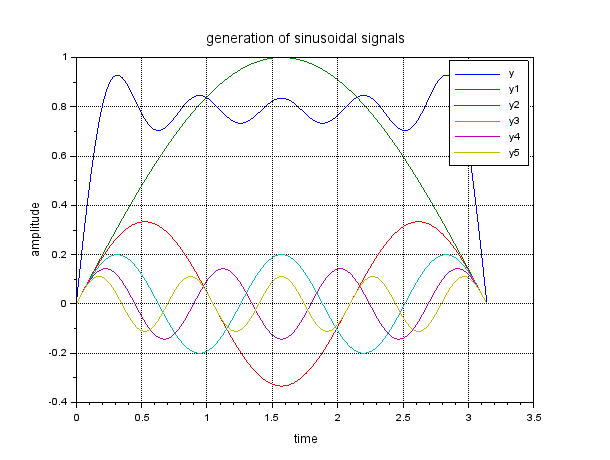 generation of sinusoidal signals
1
0.8
0.6
0.4
0.2
0
-0.2
-0.4
amplitude
y
y1
y2
y3
y4
y5
0 0.5 1 1.5 2 2.5 3 3.5
time